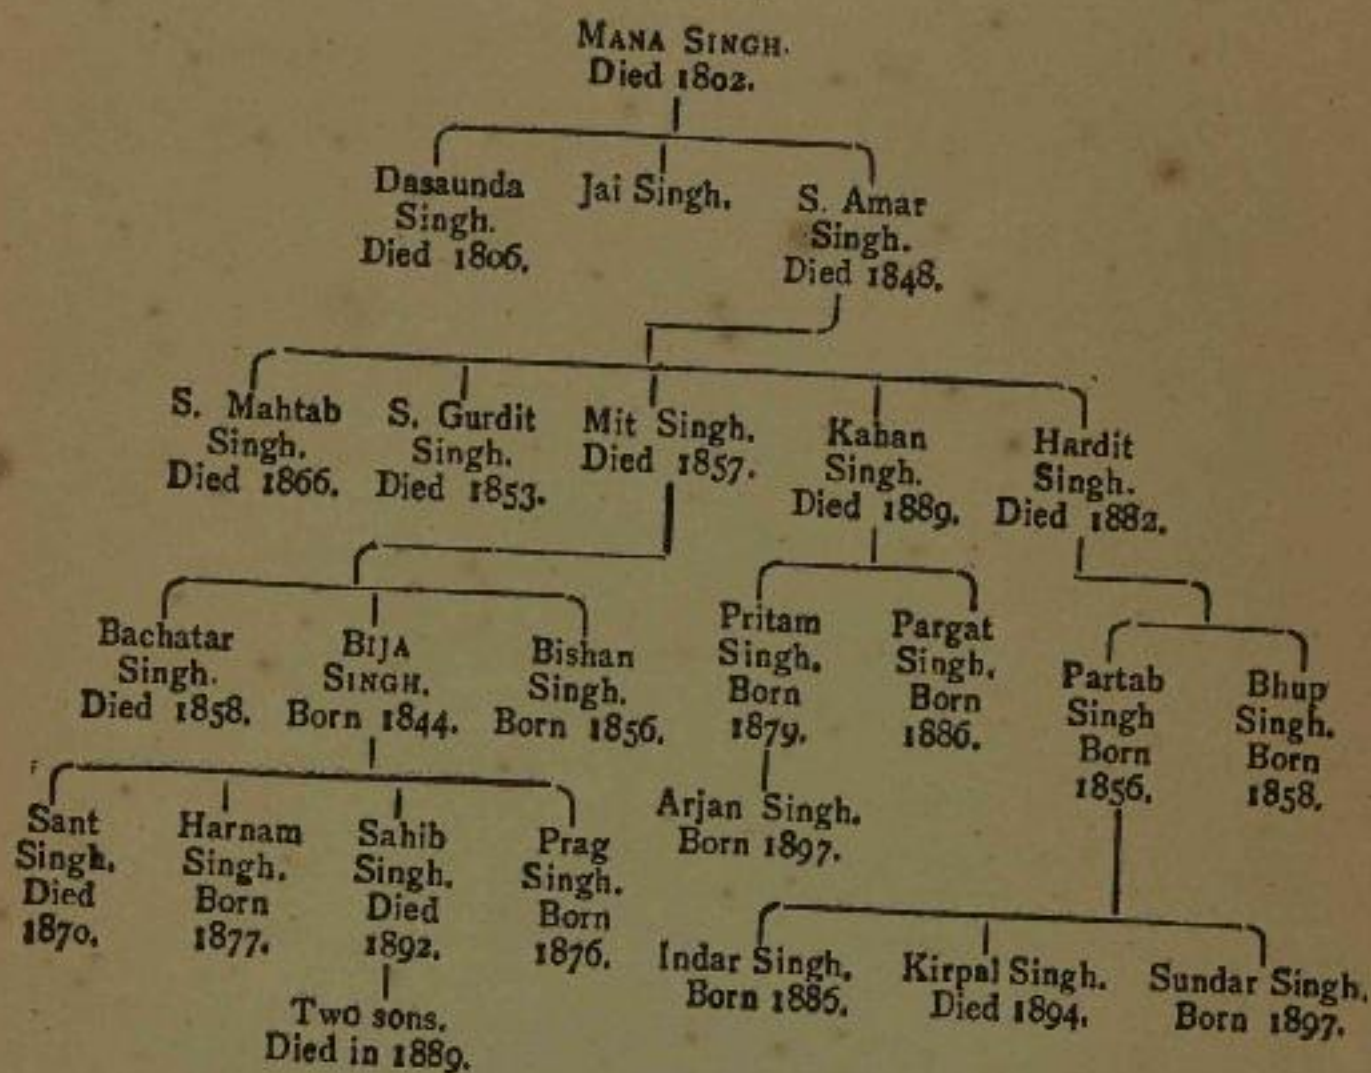 MANA SINGH.
Died 1802.
Dasaunda
Singh.
Died 1806.
Jai Singh.
S. Amar
Singh.
Died 1848.
S. Mahtab
Singh.
Died 1866.
S. Gurdit
Singh.
Died 1853.
Mit Singh.
Died 1857.
Kahan
Singh.
Died 1889.
Hardit
Singh.
Died 1882.
Bachatar
Singh.
Died 1858.
BIJA
SINGH.
Born 1844.
Bishan
Singh.
Born 1856.
Pritam
Singh.
Born
1879.
Pargat
Singh.
Born
1886.
Partab
Singh
Born
1856.
Bhup
Singh.
Born
1858.
Sant
Singh.
Died
1870.
Harnam
Singh.
Born
1877.
Sahib
Singh.
Died
1892.
Prag
Singh.
Born
1876.
Arjan Singh.
Born 1897.
Two sons.
Died in 1889.
Indar Singh.
Born 1886.
Kirpal Singh.
Died 1894.
Sundar Singh.
Born 1897.